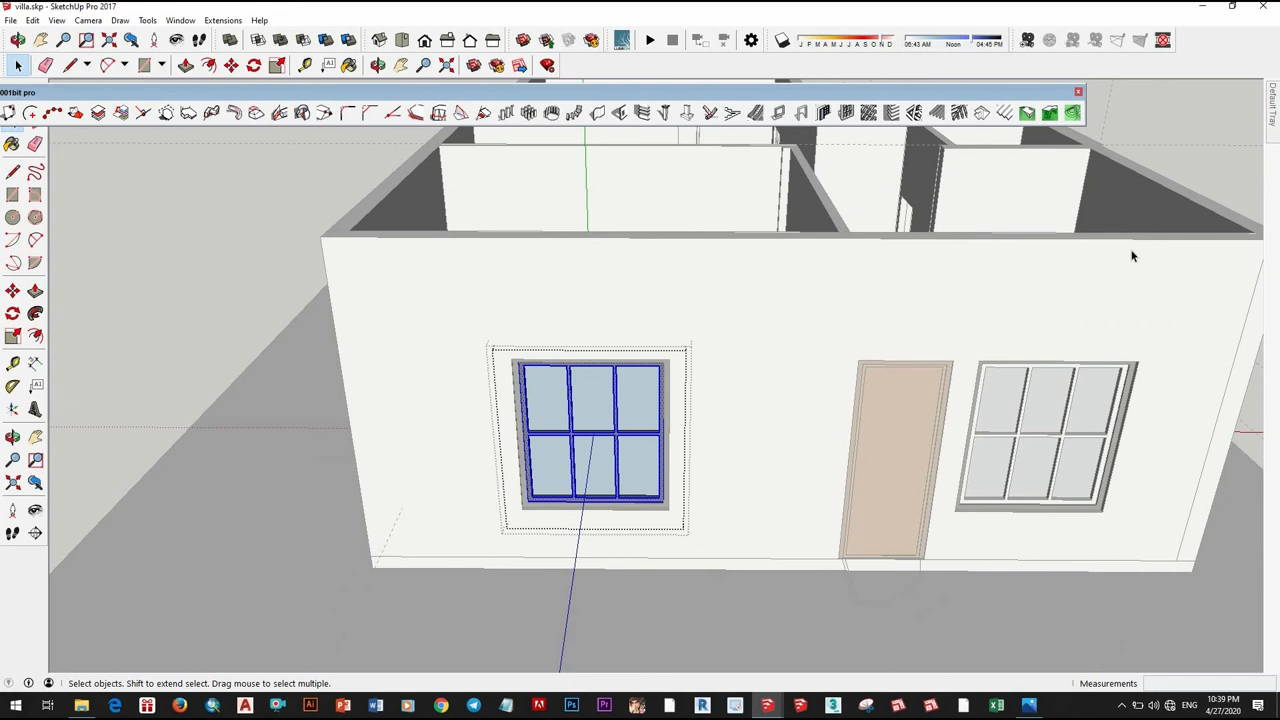 villa.skp - SketchUp Pro 2017
File Edit View Camera Draw Tools Window Extensions Help
J F M A M J J A S O N D
06:43 AM Noon 04:45 PM
001bit pro
Default Tray
Select objects. Shift to extend select. Drag mouse to select multiple.
Measurements
10:39 PM
4/27/2020